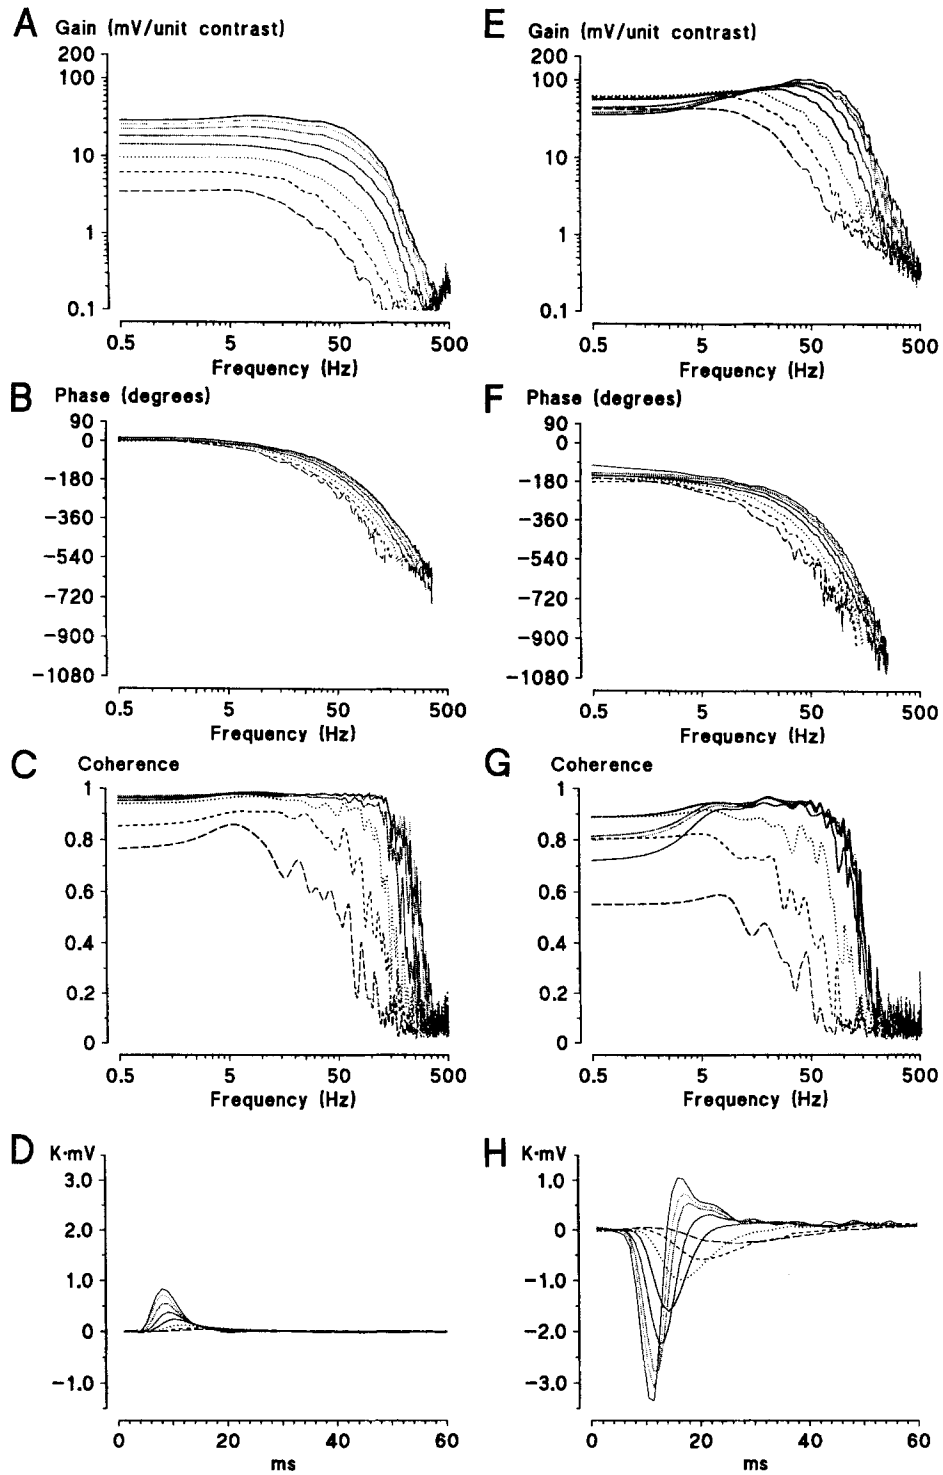 A Gain (mV/unit contrast)
200
100
10
1
0.1
0.5 5 50 500
Frequency (Hz)
B Phase (degrees)
90
0
−180
−360
−540
−720
−900
−1080
0.5 5 50 500
Frequency (Hz)
C Coherence
1
0.8
0.6
0.4
0.2
0
0.5 5 50 500
Frequency (Hz)
D K·mV
3.0
2.0
1.0
0
−1.0
0 20 40 60
ms
E Gain (mV/unit contrast)
200
100
10
1
0.1
0.5 5 50 500
Frequency (Hz)
F Phase (degrees)
90
0
−180
−360
−540
−720
−900
−1080
0.5 5 50 500
Frequency (Hz)
G Coherence
1
0.8
0.6
0.4
0.2
0
0.5 5 50 500
Frequency (Hz)
H K·mV
1.0
0
−1.0
−2.0
−3.0
0 20 40 60
ms